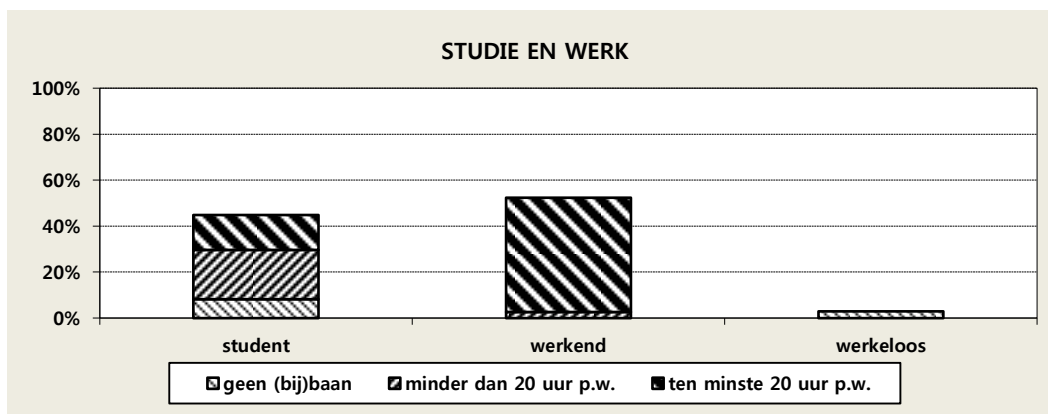 STUDIE EN WERK
100%
80%
60%
40%
20%
0%
student werkend werkeloos
geen (bij)baan minder dan 20 uur p.w. ten minste 20 uur p.w.